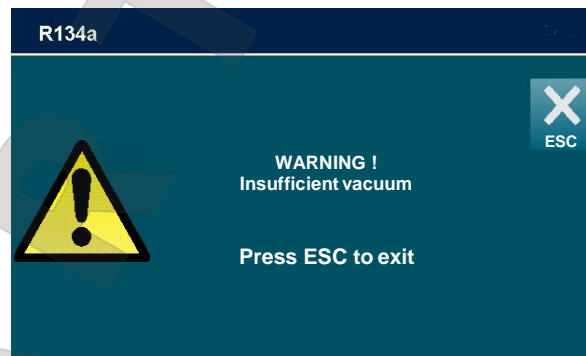 R134a
ESC
WARNING !
Insufficient vacuum
Press ESC to exit